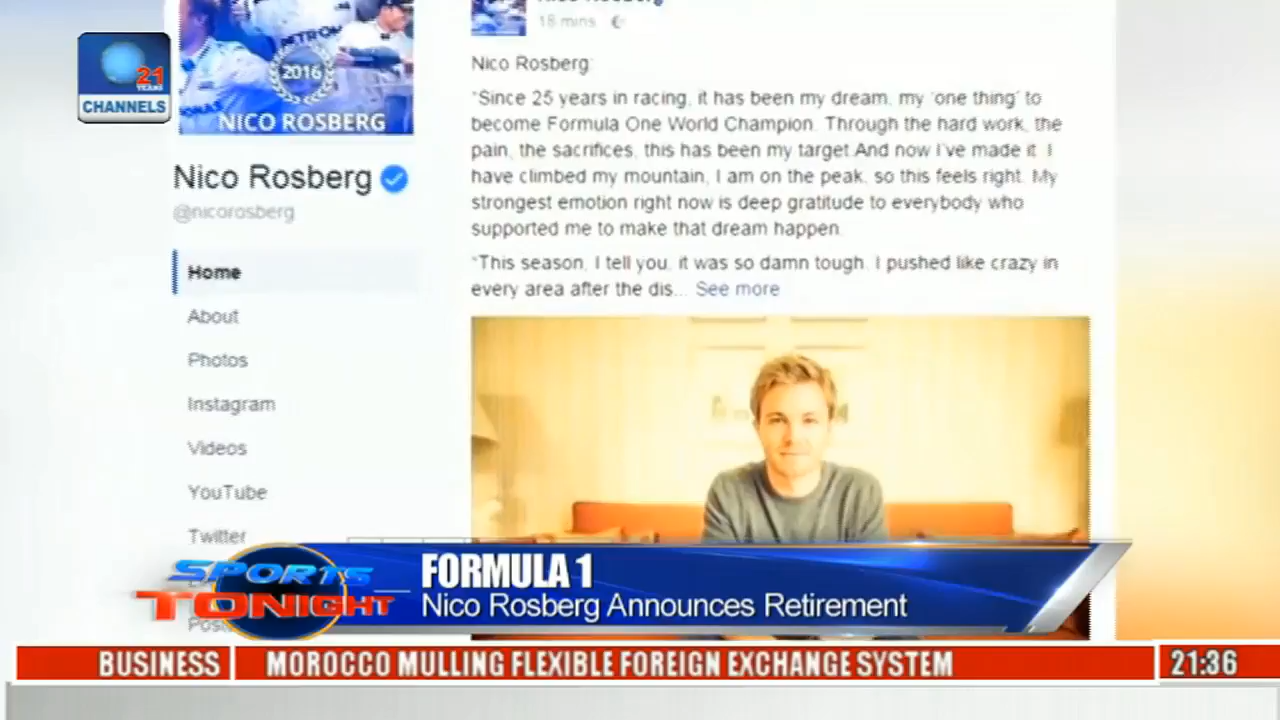 PETRON
2016
NICO ROSBERG
21
YEARS
CHANNELS
Nico Rosberg
@nicorosberg
Home
About
Photos
Instagram
Videos
YouTube
Twitter
18 mins
Nico Rosberg:
"Since 25 years in racing, it has been my dream, my 'one thing' to
become Formula One World Champion. Through the hard work, the
pain, the sacrifices, this has been my target.And now I've made it. I
have climbed my mountain, I am on the peak, so this feels right. My
strongest emotion right now is deep gratitude to everybody who
supported me to make that dream happen.
"This season, I tell you, it was so damn tough. I pushed like crazy in
every area after the dis... See more
SPORTS
TONIGHT
FORMULA 1
Nico Rosberg Announces Retirement
BUSINESS
MOROCCO MULLING FLEXIBLE FOREIGN EXCHANGE SYSTEM
21:36